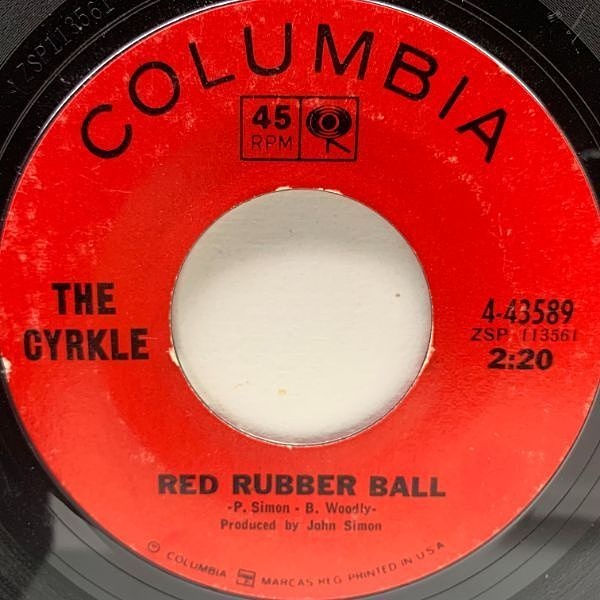 ZSP113561
COLUMBIA
45
RPM
THE
CYRKLE
4-43589
ZSP 113561
2:20
RED RUBBER BALL
-P. Simon - B. Woodly-
Produced by John Simon
© COLUMBIA MARCAS REG. PRINTED IN U.S.A.